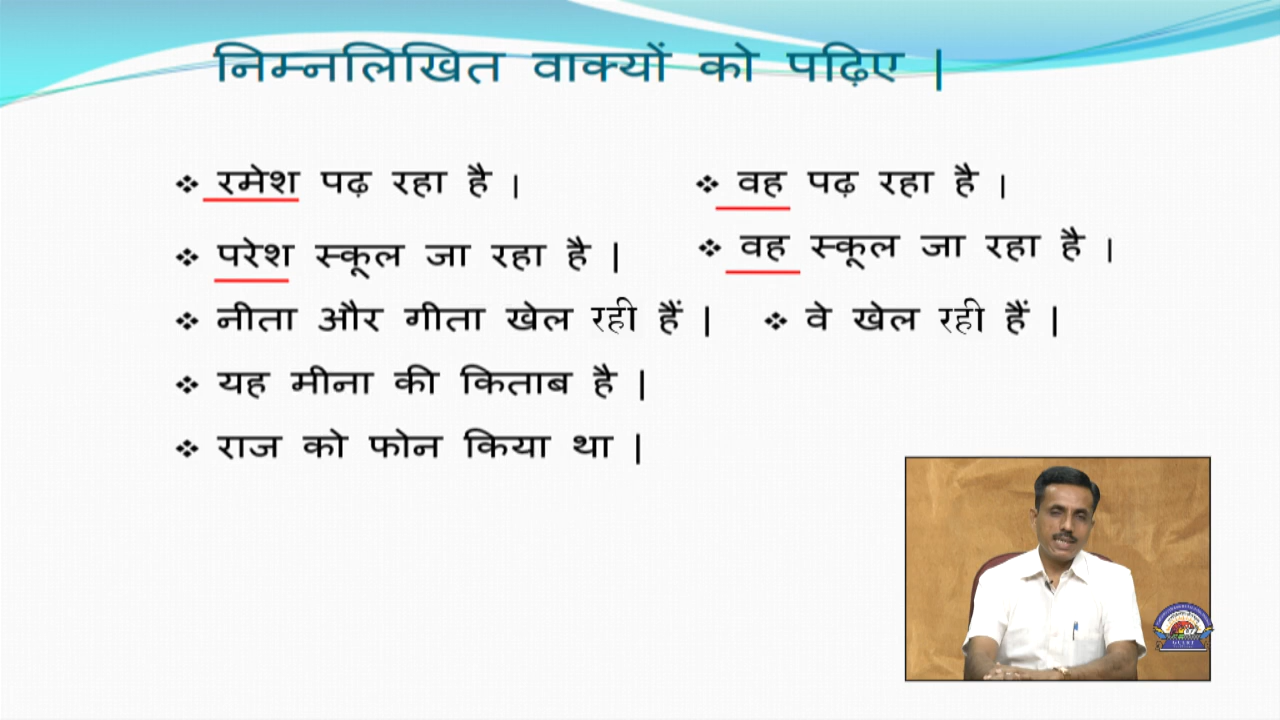 निम्नलिखित वाक्यों को पढ़िए |
❖ रमेश पढ़ रहा है । ❖ वह पढ़ रहा है ।
❖ परेश स्कूल जा रहा है | ❖ वह स्कूल जा रहा है ।
❖ नीता और गीता खेल रही हैं | ❖ वे खेल रही हैं |
❖ यह मीना की किताब है |
❖ राज को फोन किया था |